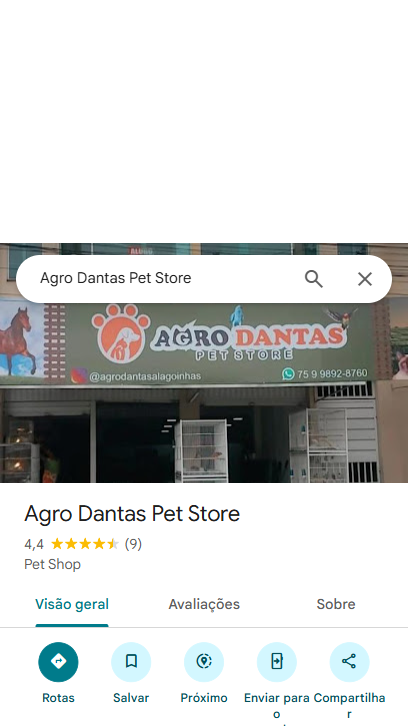 ALUGO
Agro Dantas Pet Store
AGRO DANTAS
PET STORE
@agrodantasalagoinhas
75 9 9892-8760
Agro Dantas Pet Store
4,4 (9)
Pet Shop
Visão geral Avaliações Sobre
Rotas Salvar Próximo Enviar para o Compartilhar